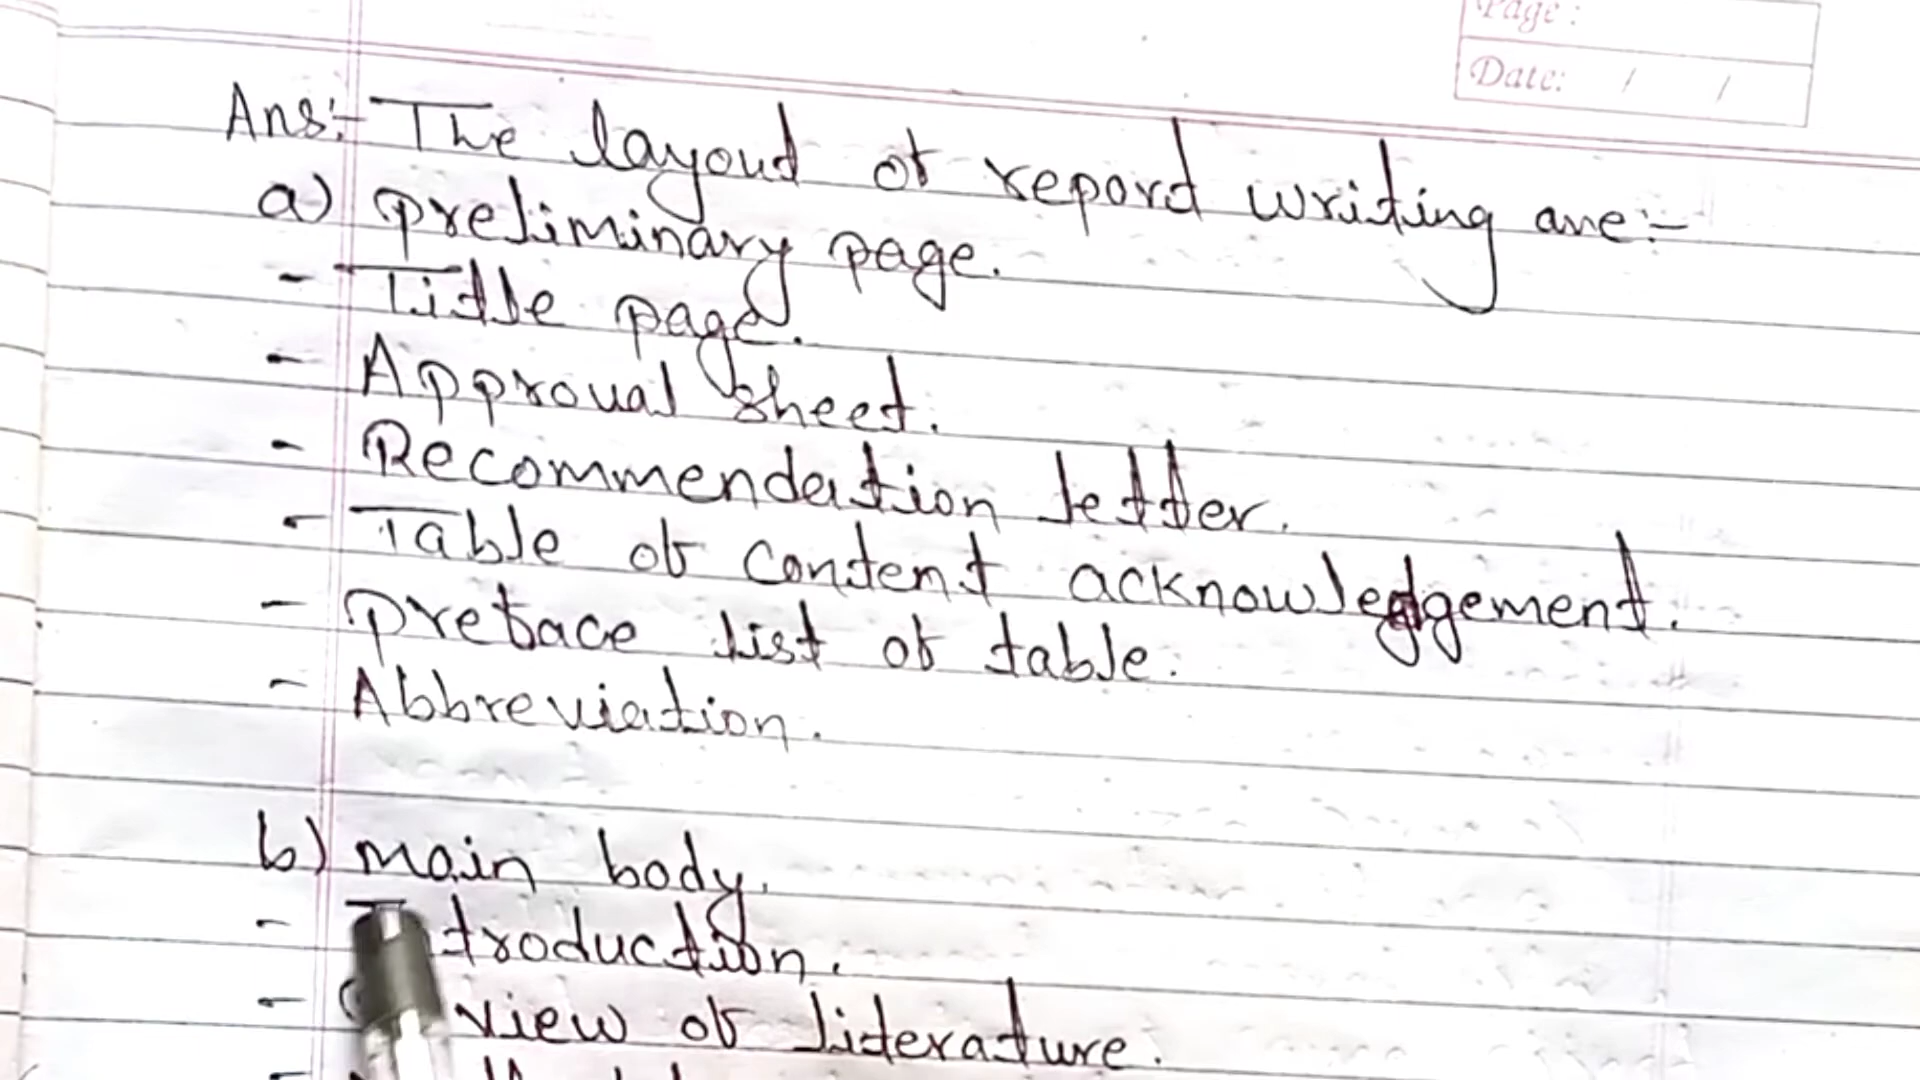 Page:
Date: / /
Ans:- The layout of report writing are:-
a) preliminary page.
- Title page.
- Approval sheet.
- Recommendation letter.
- Table of content acknowledgement.
- preface list of table.
- Abbreviation.
b) main body.
- Introduction.
- view of literature.